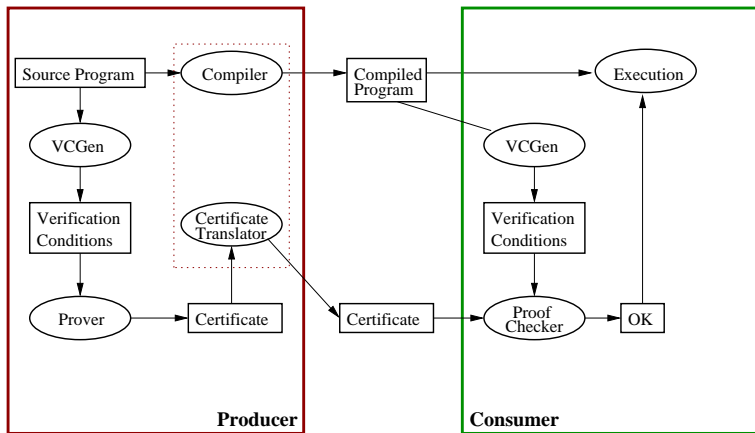 Source Program
Compiler
Compiled
Program
Execution
VCGen
VCGen
Verification
Conditions
Certificate
Translator
Verification
Conditions
Prover
Certificate
Certificate
Proof
Checker
OK
Producer
Consumer